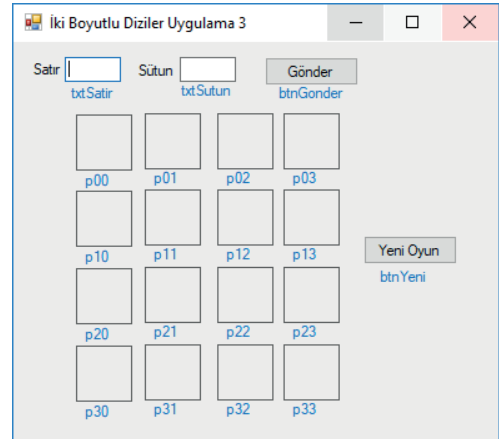 İki Boyutlu Diziler Uygulama 3
Satır Sütun Gönder
txtSatir txtSutun btnGonder
p00 p01 p02 p03
p10 p11 p12 p13
Yeni Oyun
btnYeni
p20 p21 p22 p23
p30 p31 p32 p33